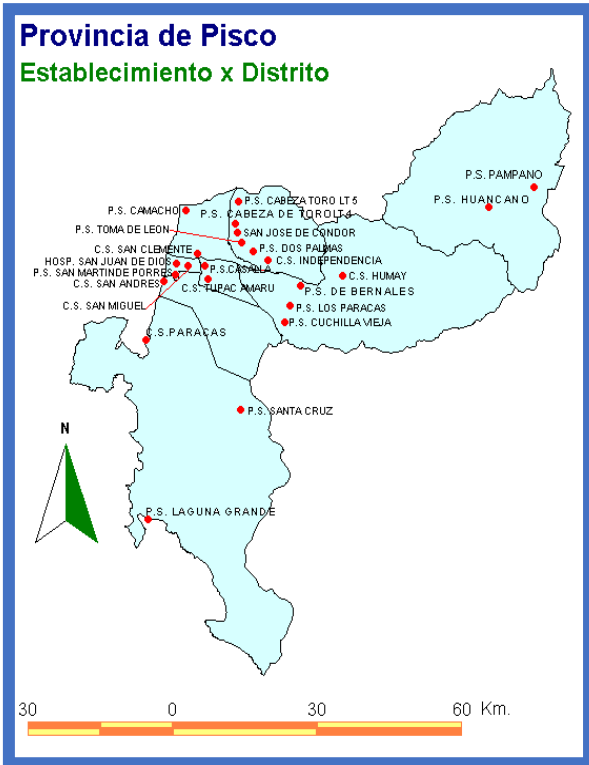 Provincia de Pisco
Establecimiento x Distrito
P.S. PAMPANO
P.S. HUANCANO
P.S. CABEZA TORO LT 5
P.S. CAMACHO
P.S. CABEZA DE TORO LT 4
P.S. TOMA DE LEON
SAN JOSE DE CONDOR
P.S. DOS PALMAS
C.S. SAN CLEMENTE
C.S. INDEPENDENCIA
HOSP. SAN JUAN DE DIOS
P.S. CASALLA
P.S. SAN MARTIN DE PORRES
C.S. HUMAY
C.S. SAN ANDRES
C.S. TUPAC AMARU
P.S. DE BERNALES
C.S. SAN MIGUEL
P.S. LOS PARACAS
P.S. CUCHILLA VIEJA
C.S. PARACAS
P.S. SANTA CRUZ
N
P.S. LAGUNA GRANDE
30 0 30 60 Km.